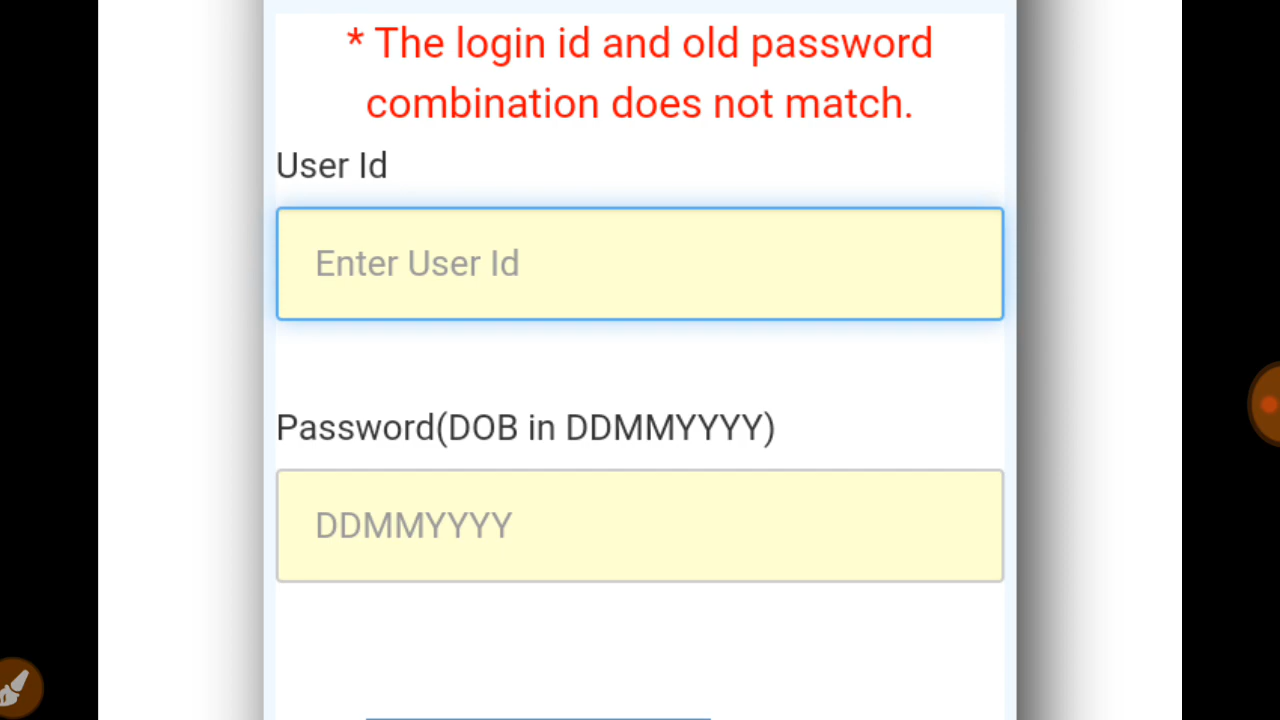 * The login id and old password
combination does not match.
User Id
Enter User Id
Password(DOB in DDMMYYYY)
DDMMYYYY